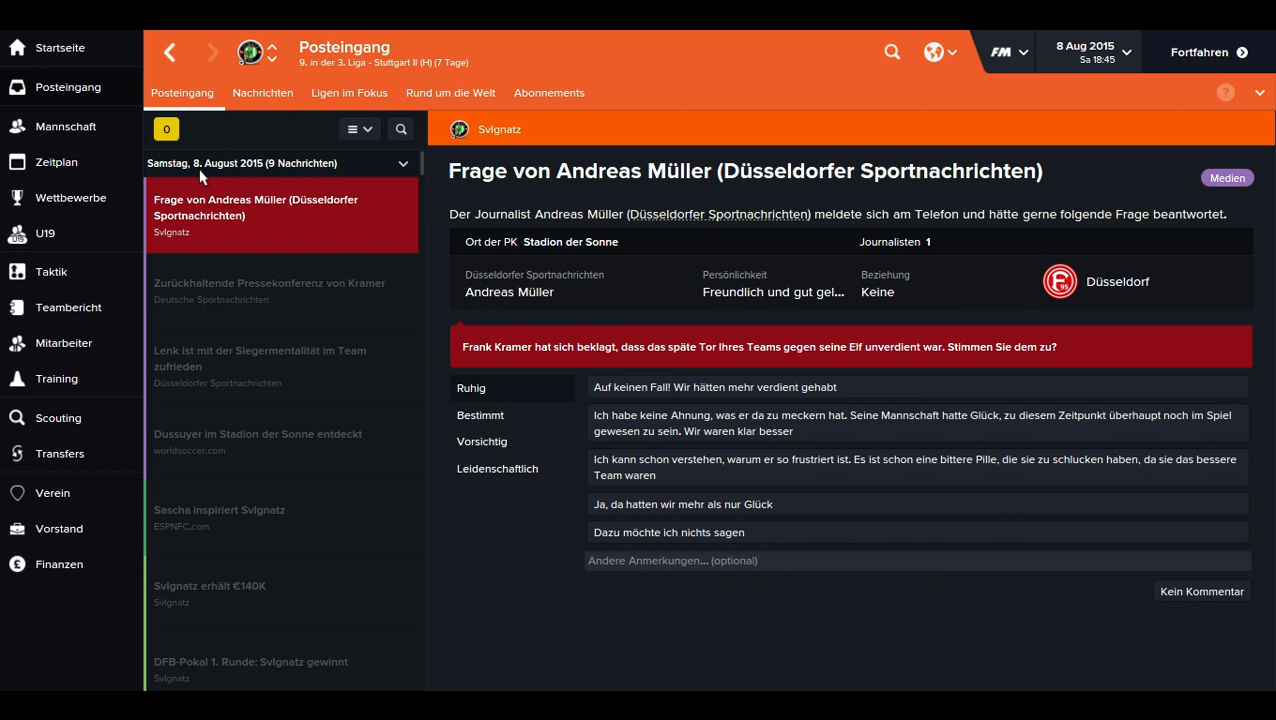 Startseite
Posteingang
Mannschaft
Zeitplan
Wettbewerbe
U19
Taktik
Teambericht
Mitarbeiter
Training
Scouting
Transfers
Verein
Vorstand
Finanzen
Posteingang
9. in der 3. Liga - Stuttgart II (H) (7 Tage)
FM
8 Aug 2015
Sa 18:45
Fortfahren
Posteingang Nachrichten Ligen im Fokus Rund um die Welt Abonnements
?
0
Samstag, 8. August 2015 (9 Nachrichten)
Frage von Andreas Müller (Düsseldorfer
Sportnachrichten)
SvIgnatz
Zurückhaltende Pressekonferenz von Kramer
Deutsche Sportnachrichten
Lenk ist mit der Siegermentalität im Team
zufrieden
Düsseldorfer Sportnachrichten
Dussuyer im Stadion der Sonne entdeckt
worldsoccer.com
Sascha inspiriert SvIgnatz
ESPNFC.com
SvIgnatz erhält €140K
SvIgnatz
DFB-Pokal 1. Runde: SvIgnatz gewinnt
SvIgnatz
SvIgnatz
Frage von Andreas Müller (Düsseldorfer Sportnachrichten)
Medien
Der Journalist Andreas Müller (Düsseldorfer Sportnachrichten) meldete sich am Telefon und hätte gerne folgende Frage beantwortet.
Ort der PK Stadion der Sonne Journalisten 1
Düsseldorfer Sportnachrichten Persönlichkeit Beziehung
Andreas Müller Freundlich und gut gel... Keine
Düsseldorf
Frank Kramer hat sich beklagt, dass das späte Tor Ihres Teams gegen seine Elf unverdient war. Stimmen Sie dem zu?
Ruhig
Bestimmt
Vorsichtig
Leidenschaftlich
Auf keinen Fall! Wir hätten mehr verdient gehabt
Ich habe keine Ahnung, was er da zu meckern hat. Seine Mannschaft hatte Glück, zu diesem Zeitpunkt überhaupt noch im Spiel
gewesen zu sein. Wir waren klar besser
Ich kann schon verstehen, warum er so frustriert ist. Es ist schon eine bittere Pille, die sie zu schlucken haben, da sie das bessere
Team waren
Ja, da hatten wir mehr als nur Glück
Dazu möchte ich nichts sagen
Andere Anmerkungen... (optional)
Kein Kommentar